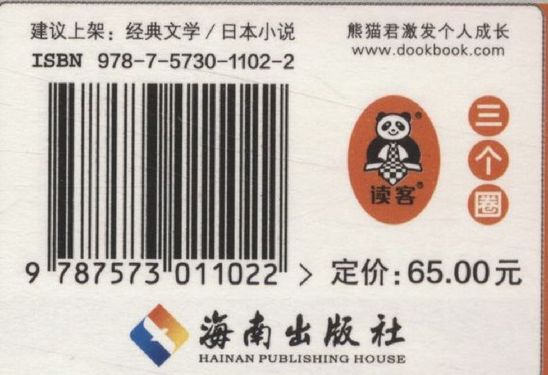 建议上架：经典文学/日本小说
ISBN 978-7-5730-1102-2
熊猫君激发个人成长
www.dookbook.com
读客®
三个圈
9 787573 011022 >
定价：65.00元
海南出版社
HAINAN PUBLISHING HOUSE